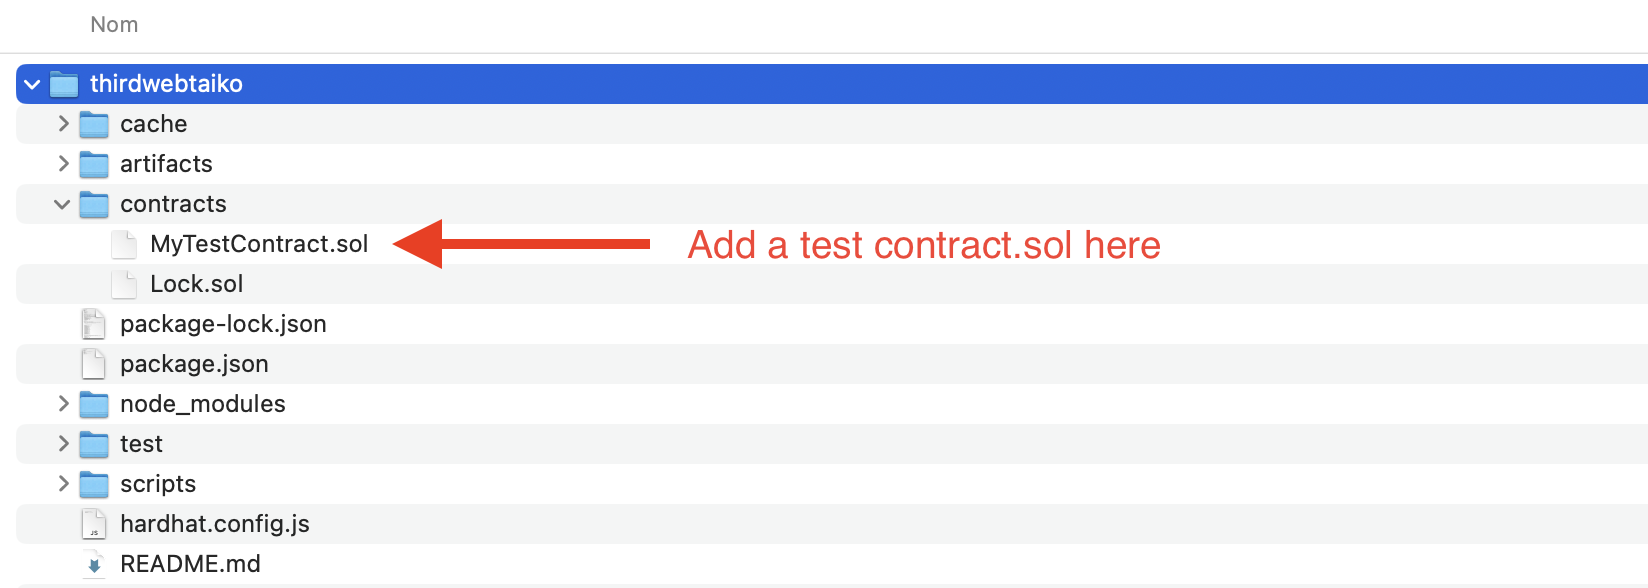 Nom
thirdwebtaiko
cache
artifacts
contracts
MyTestContract.sol Add a test contract.sol here
Lock.sol
package-lock.json
package.json
node_modules
test
scripts
JS hardhat.config.js
README.md